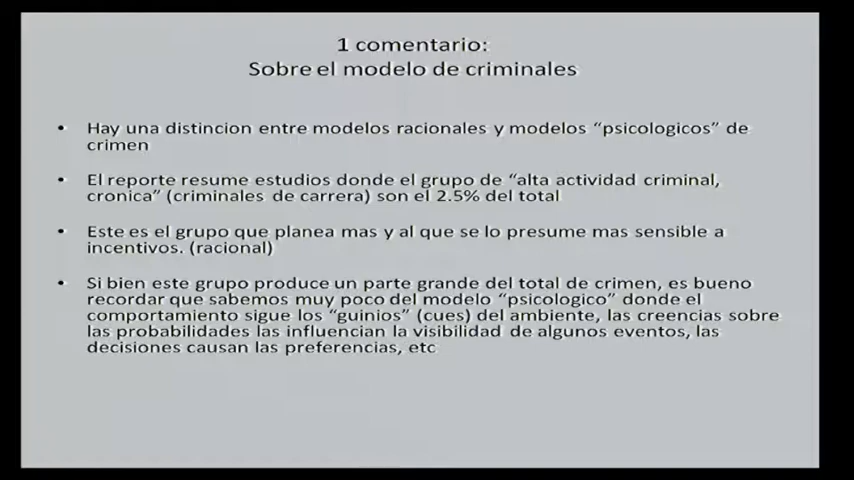 1 comentario:
Sobre el modelo de criminales
• Hay una distincion entre modelos racionales y modelos “psicologicos” de
crimen
• El reporte resume estudios donde el grupo de “alta actividad criminal,
cronica” (criminales de carrera) son el 2.5% del total
• Este es el grupo que planea mas y al que se lo presume mas sensible a
incentivos. (racional)
• Si bien este grupo produce un parte grande del total de crimen, es bueno
recordar que sabemos muy poco del modelo “psicologico” donde el
comportamiento sigue los “guinios” (cues) del ambiente, las creencias sobre
las probabilidades las influencian la visibilidad de algunos eventos, las
decisiones causan las preferencias, etc